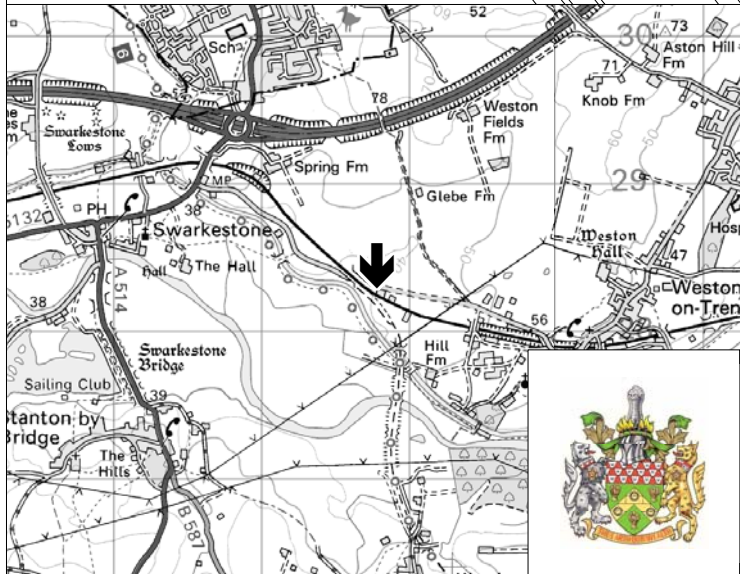 52
30
73
Aston Hill
Fm
Sch
6
71
Knob Fm
78
Weston
Fields
Fm
Swarkestone
Lows
Spring Fm
29
MP
Glebe Fm
5132
PH
38
Swarkestone
Weston
Hall
47
Hall
The Hall
A 514
Weston
on-Tren
38
56
Swarkestone
Bridge
Hill
Fm
Sailing Club
39
Stanton by
Bridge
The
Hills
B 587